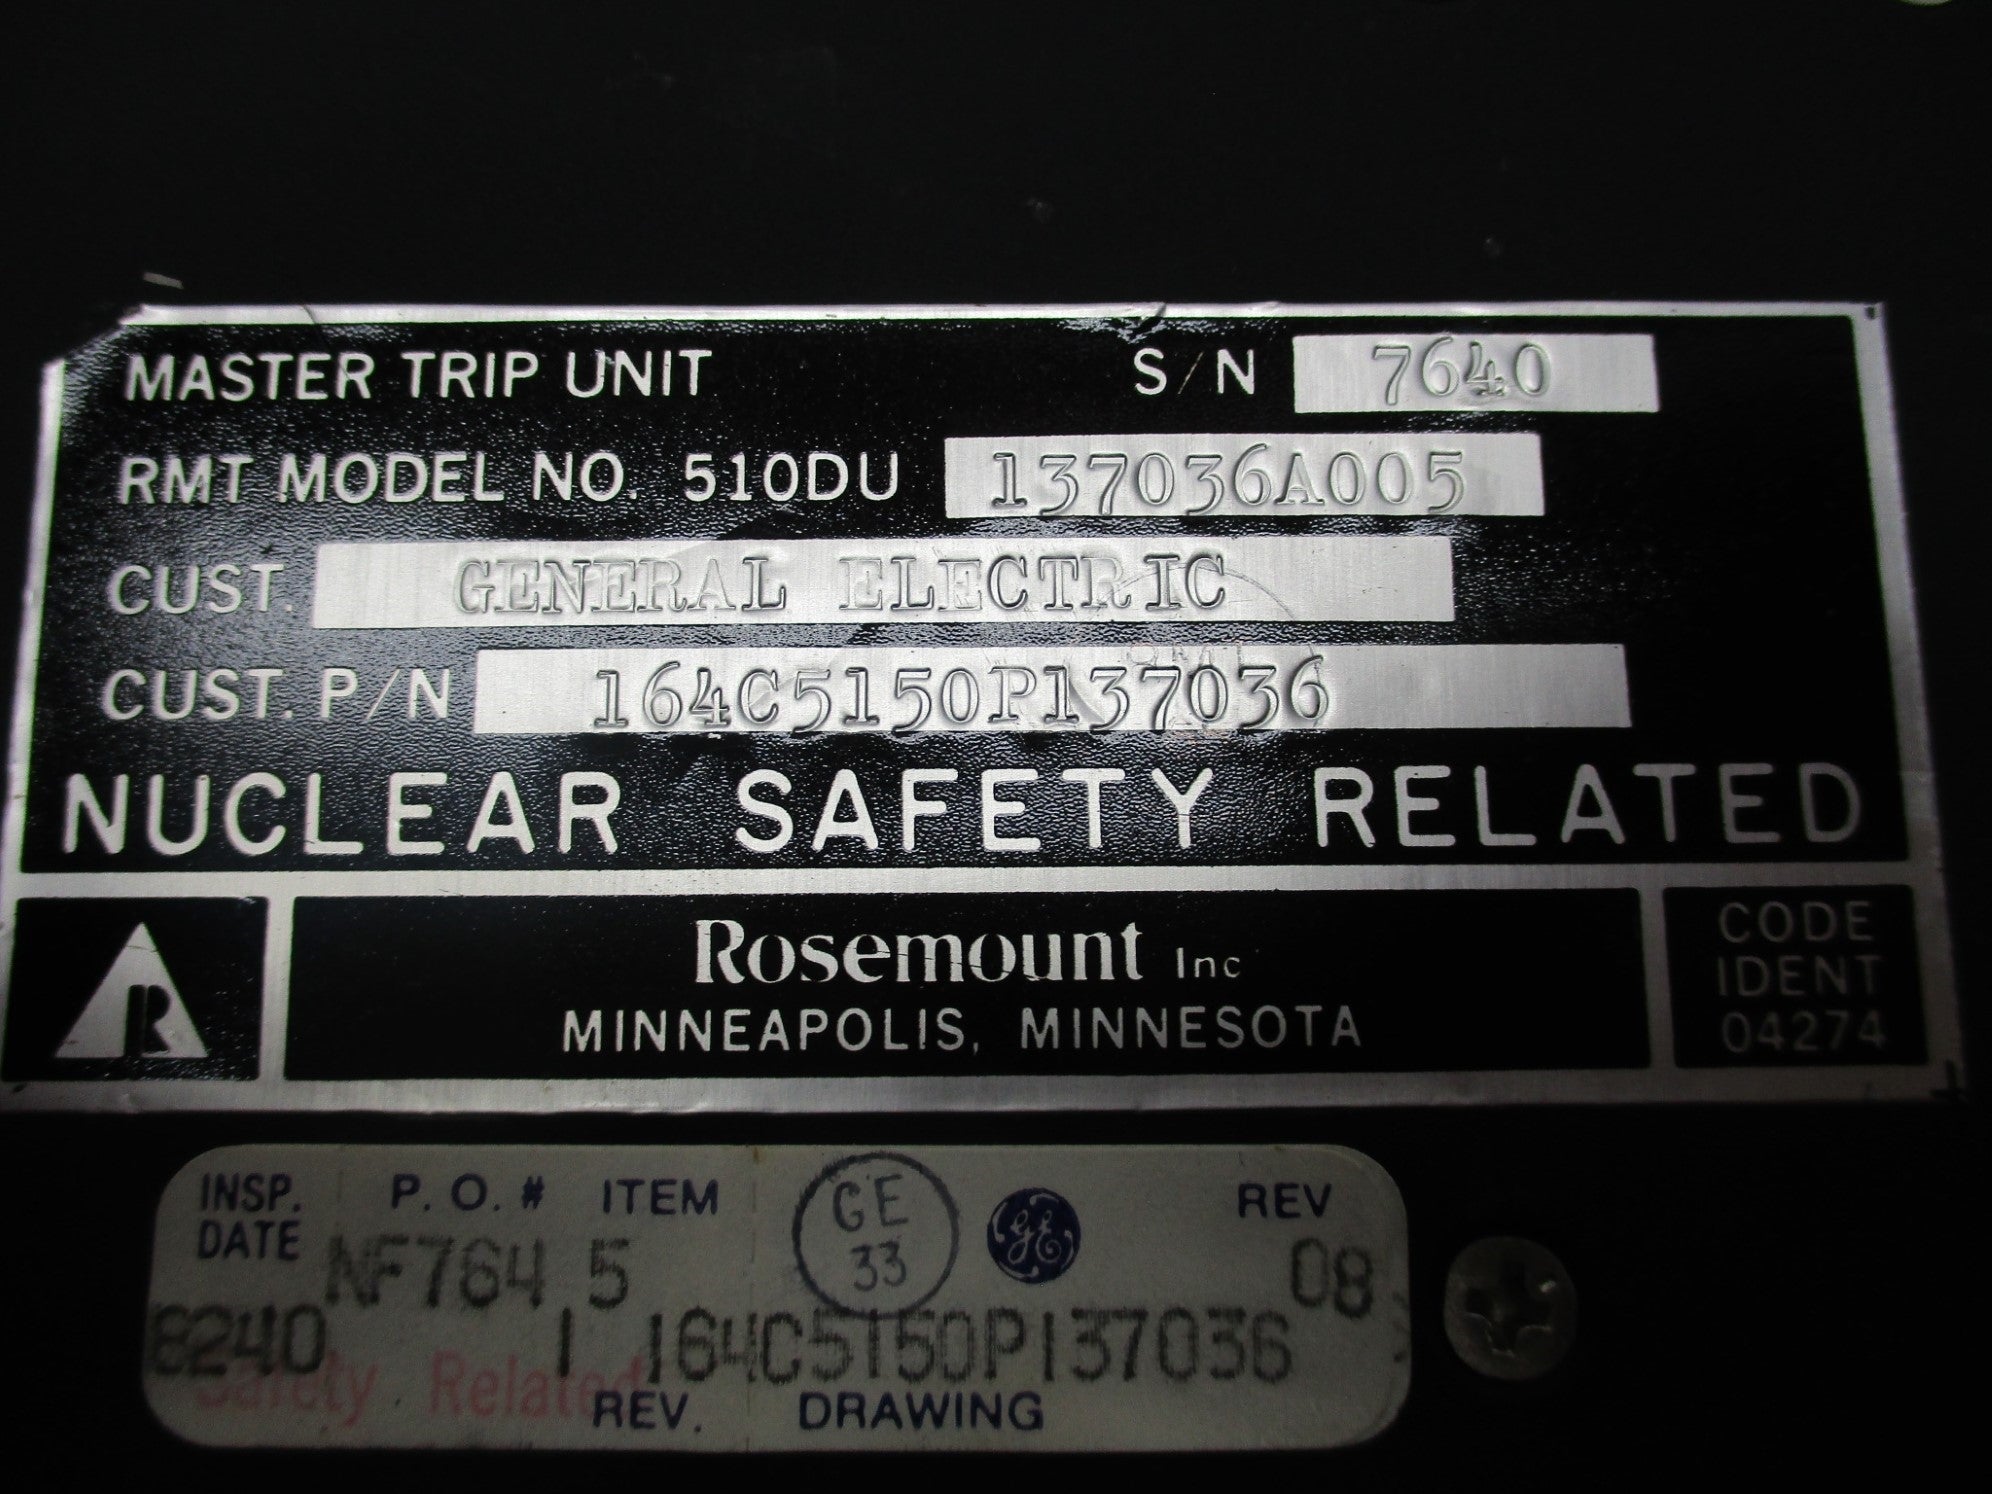 MASTER TRIP UNIT S/N 7640
RMT MODEL NO. 510DU 137036A005
CUST. GENERAL ELECTRIC
CUST. P/N 164C5150P137036
NUCLEAR SAFETY RELATED
R
Rosemount Inc
MINNEAPOLIS, MINNESOTA
CODE
IDENT
04274
INSP. P.O.# ITEM GE GE REV
DATE 33
NF764 5 08
8240 1 164C5150P137036
Safety Related
REV. DRAWING